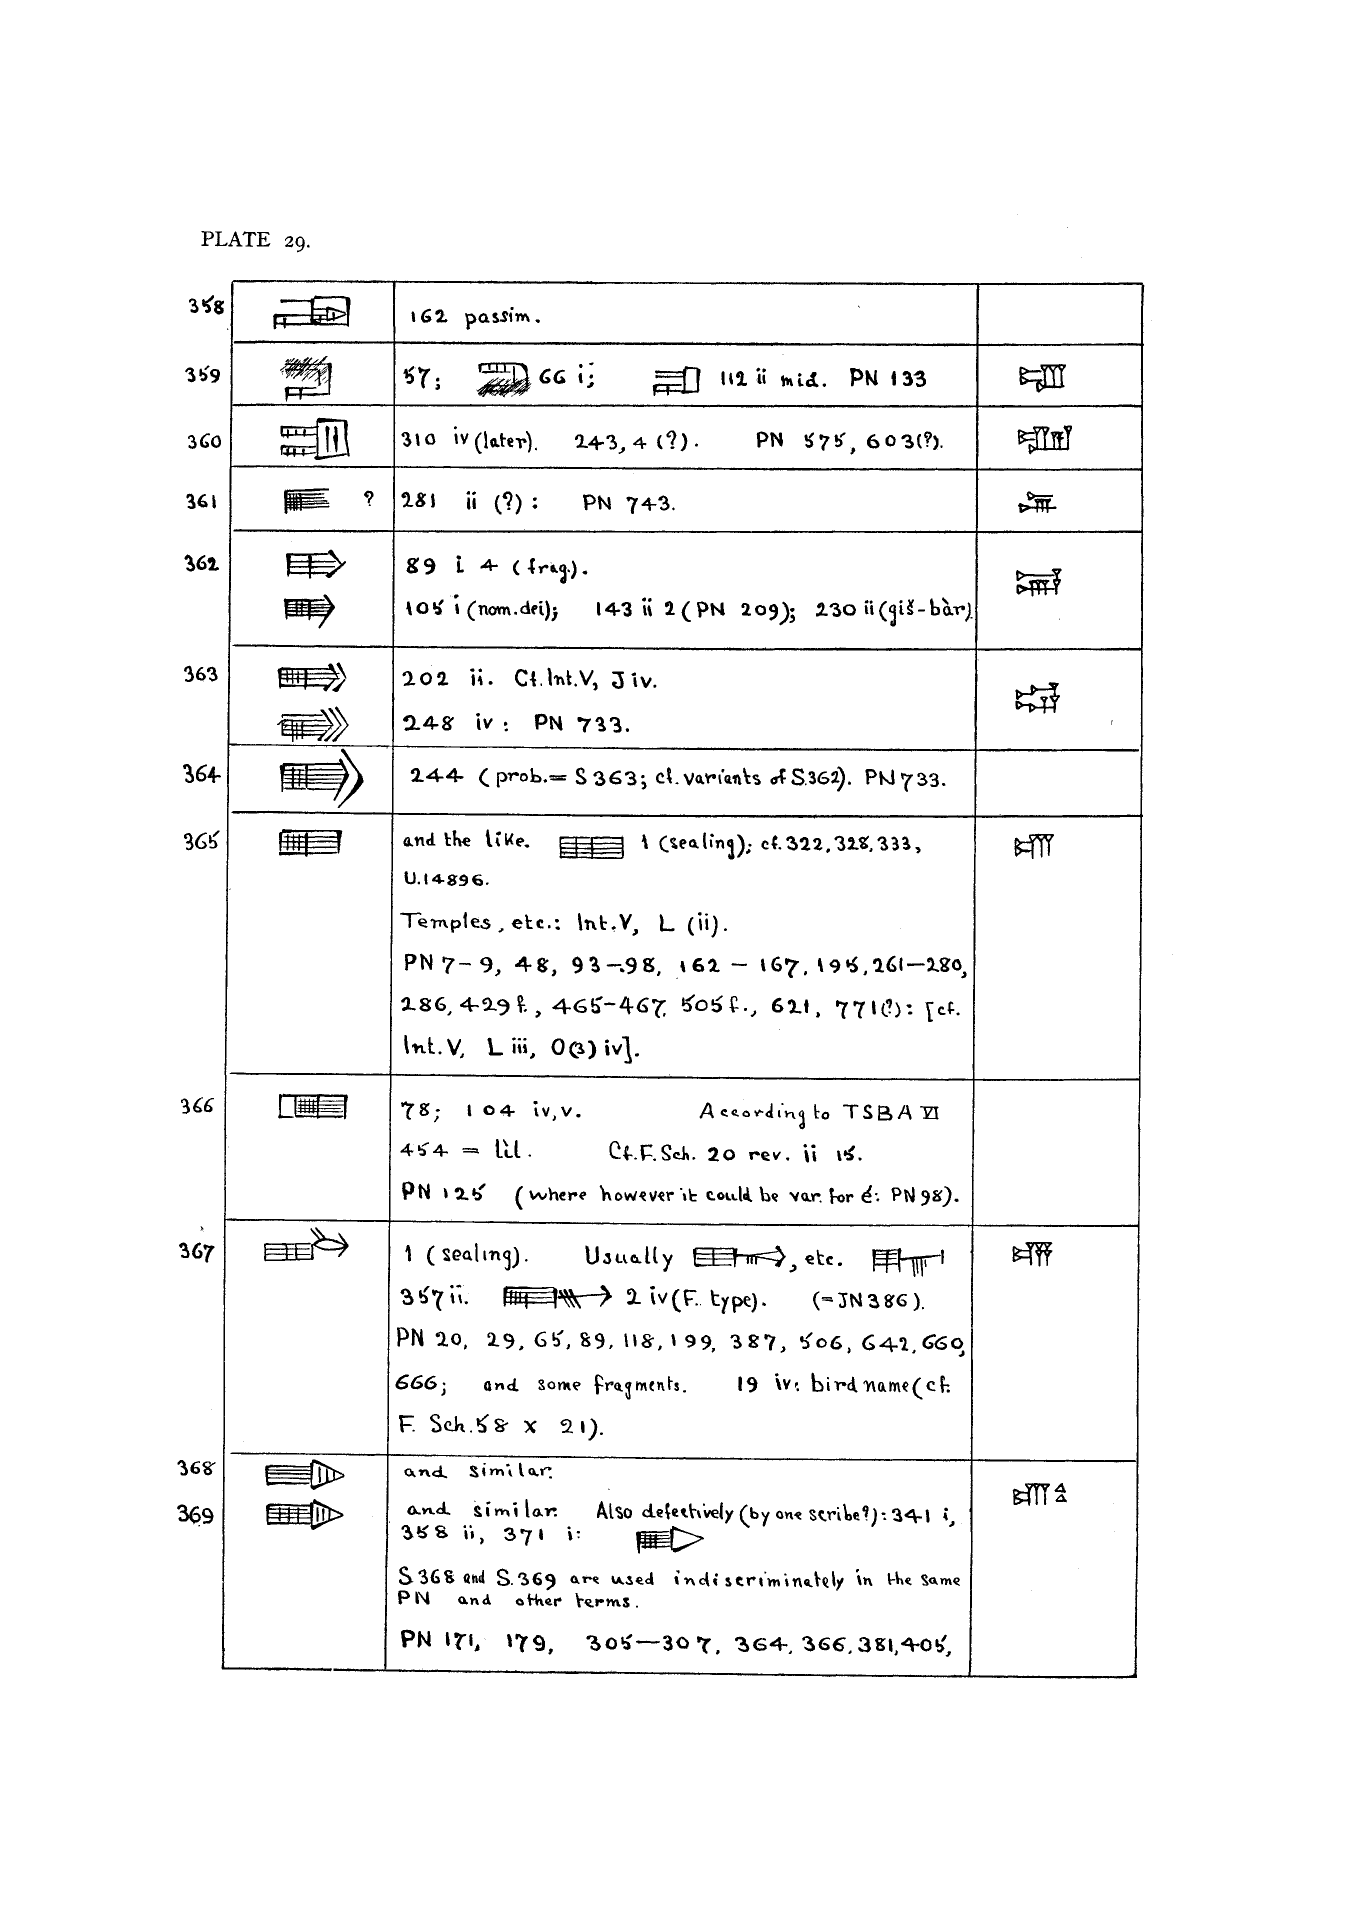 PLATE 29.
358 162 passim.
359 57; 66 i; 112 ii mid. PN 133
360 310 iv (later). 243, 4 (?). PN 575, 603(?).
361 ? 281 ii (?): PN 743.
362 89 i 4 (frag.).
105 i (nom. dei); 143 ii 2 (PN 209); 230 ii (giš-bàr)
363 202 ii. Cf. Int. V, J iv.
248 iv: PN 733.
364 244 (prob. = S 363; cf. variants of S.362). PN 733.
365 and the like. 1 (sealing); cf. 322, 328, 333,
U.14896.
Temples, etc.: Int. V, L (ii).
PN 7-9, 48, 93-98, 162-167, 195, 261-280,
286, 429 f., 465-467, 505 f., 621, 771(?): [cf.
Int. V, L iii, O(3) iv].
366 78; 104 iv, v. According to TSBA VI
454 = líl. Cf. F. Sch. 20 rev. ii 15.
PN 125 (where however it could be var. for é: PN 98).
367 1 (sealing). Usually , etc.
357 ii. 2 iv (F. type). (= JN 386).
PN 20, 29, 65, 89, 118, 199, 387, 506, 642, 660,
666; and some fragments. 19 iv: bird name (cf.
F. Sch. 58 x 21).
368 and similar.
369 and similar. Also defectively (by one scribe?): 341 i,
358 ii, 371 i:
S.368 and S.369 are used indiscriminately in the same
PN and other terms.
PN 171, 179, 305-307, 364, 366, 381, 405,